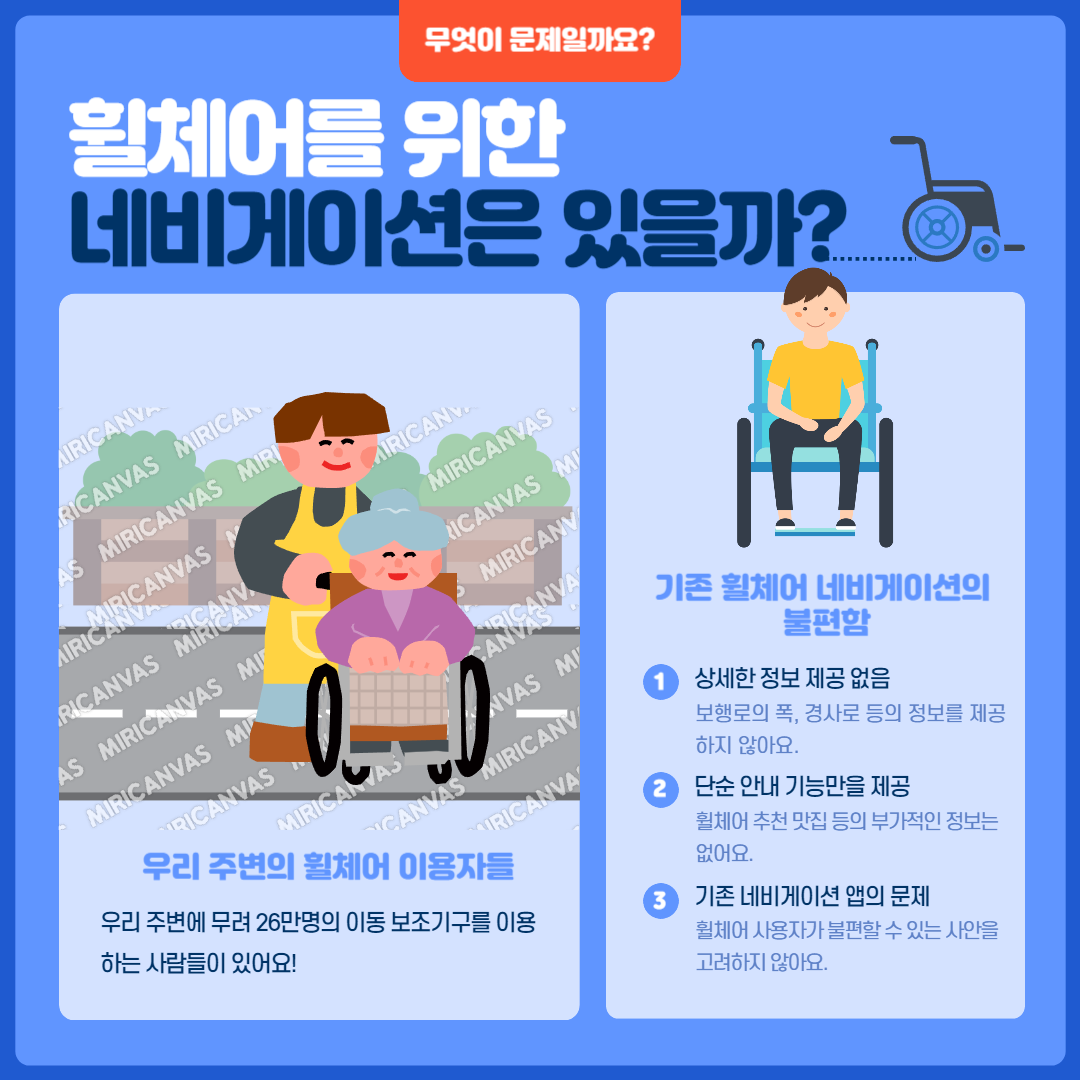 무엇이 문제일까요?
휠체어를 위한
네비게이션은 있을까?
MIRICANVAS
우리 주변의 휠체어 이용자들
우리 주변에 무려 26만명의 이동 보조기구를 이용
하는 사람들이 있어요!
기존 휠체어 네비게이션의
불편함
1 상세한 정보 제공 없음
보행로의 폭, 경사로 등의 정보를 제공
하지 않아요.
2 단순 안내 기능만을 제공
휠체어 추천 맛집 등의 부가적인 정보는
없어요.
3 기존 네비게이션 앱의 문제
휠체어 사용자가 불편할 수 있는 사안을
고려하지 않아요.